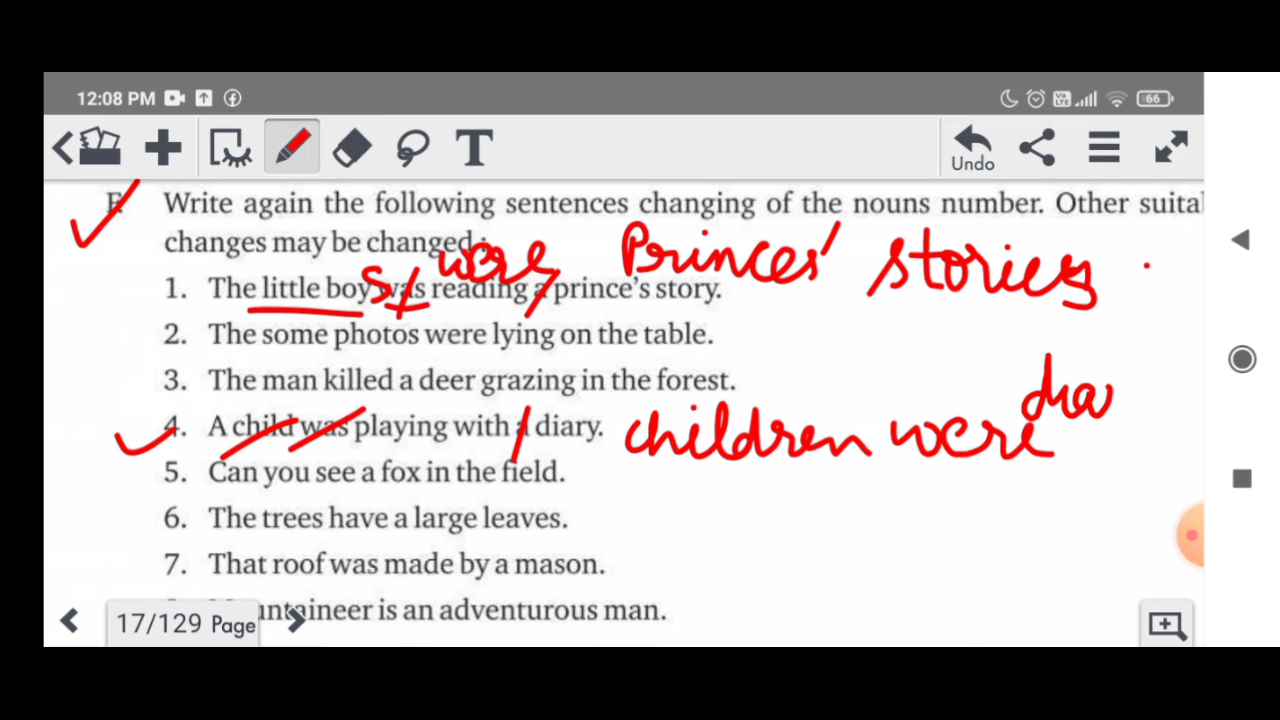 12:08 PM
66
Undo
F. Write again the following sentences changing of the nouns number. Other suita
changes may be changed :
were Princes' stories.
1. The little boy was reading a prince's story.
s
2. The some photos were lying on the table.
3. The man killed a deer grazing in the forest.
dia
4. A child was playing with a diary. children were
5. Can you see a fox in the field.
6. The trees have a large leaves.
7. That roof was made by a mason.
is an adventurous man.
17/129 Page